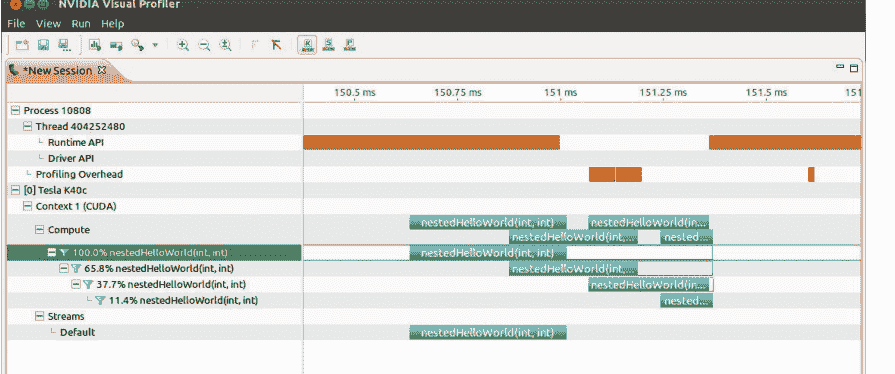 NVIDIA Visual Profiler
File View Run Help
*New Session
150.5 ms 150.75 ms 151 ms 151.25 ms 151.5 ms 151
Process 10808
Thread 404252480
Runtime API
Driver API
Profiling Overhead
[0] Tesla K40c
Context 1 (CUDA)
Compute
nestedHelloWorld(int, int) nestedHelloWorld(in...
nestedHelloWorld(int, int) nested...
100.0% nestedHelloWorld(int, int) nestedHelloWorld(int, int)
65.8% nestedHelloWorld(int, int) nestedHelloWorld(int, int)
37.7% nestedHelloWorld(int, int) nestedHelloWorld(in...
11.4% nestedHelloWorld(int, int) nested...
Streams
Default nestedHelloWorld(int, int)